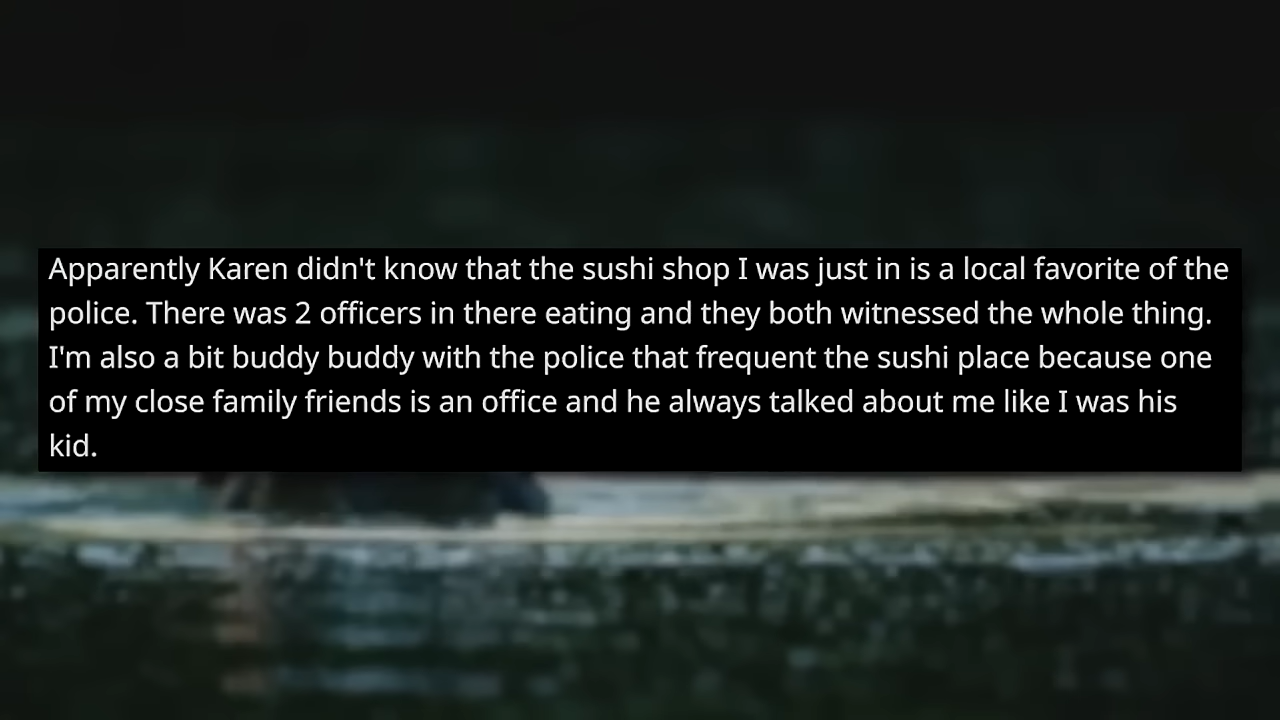 Apparently Karen didn't know that the sushi shop I was just in is a local favorite of the
police. There was 2 officers in there eating and they both witnessed the whole thing.
I'm also a bit buddy buddy with the police that frequent the sushi place because one
of my close family friends is an office and he always talked about me like I was his
kid.